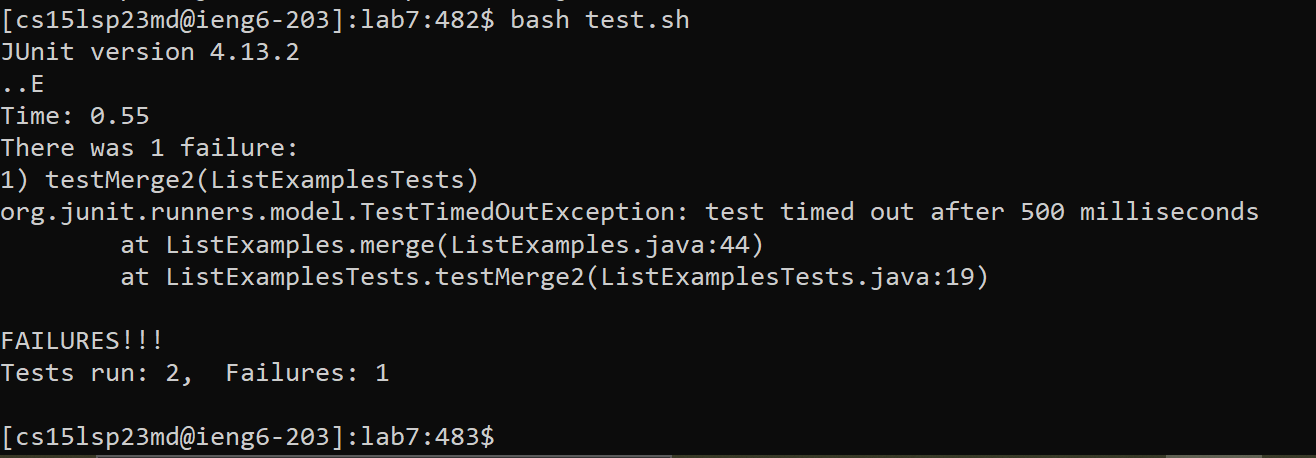 [cs15lsp23md@ieng6-203]:lab7:482$ bash test.sh
JUnit version 4.13.2
..E
Time: 0.55
There was 1 failure:
1) testMerge2(ListExamplesTests)
org.junit.runners.model.TestTimedOutException: test timed out after 500 milliseconds
        at ListExamples.merge(ListExamples.java:44)
        at ListExamplesTests.testMerge2(ListExamplesTests.java:19)

FAILURES!!!
Tests run: 2,  Failures: 1

[cs15lsp23md@ieng6-203]:lab7:483$